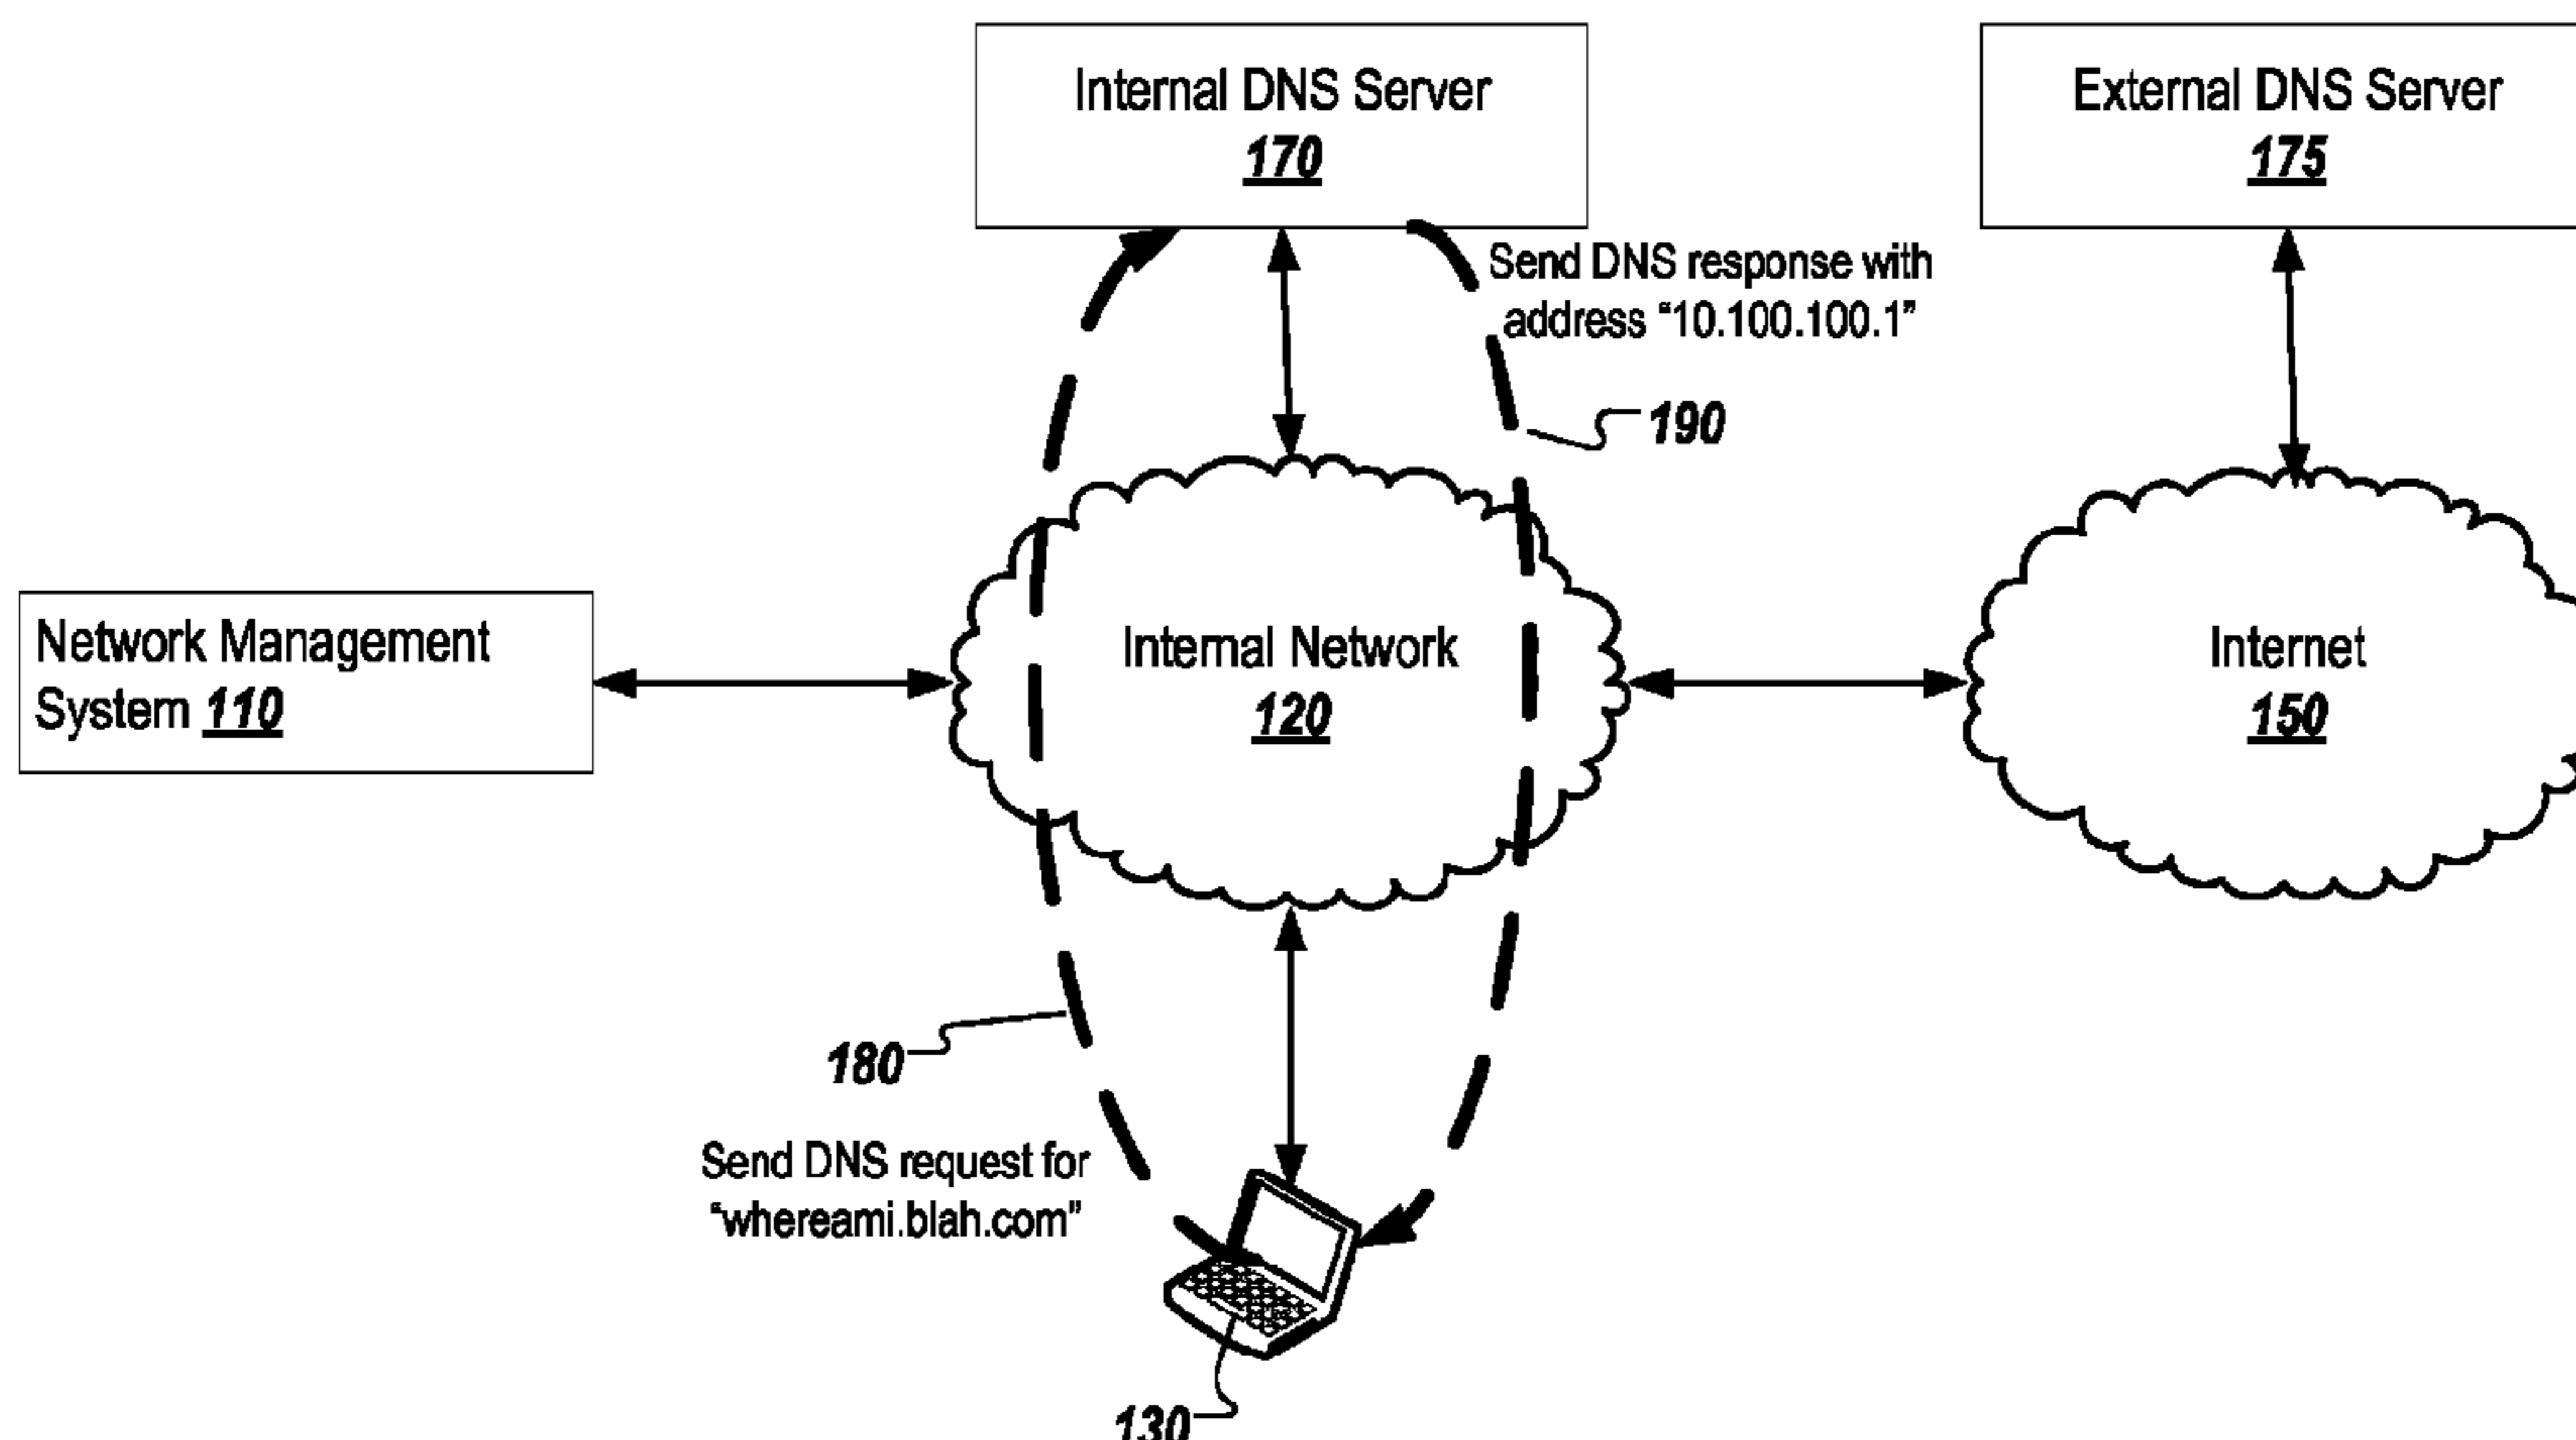 Internal DNS Server
170
External DNS Server
175
Send DNS response with
address “10.100.100.1”
190
Network Management
System 110
Internal Network
120
Internet
150
180
Send DNS request for
“whereami.blah.com”
130